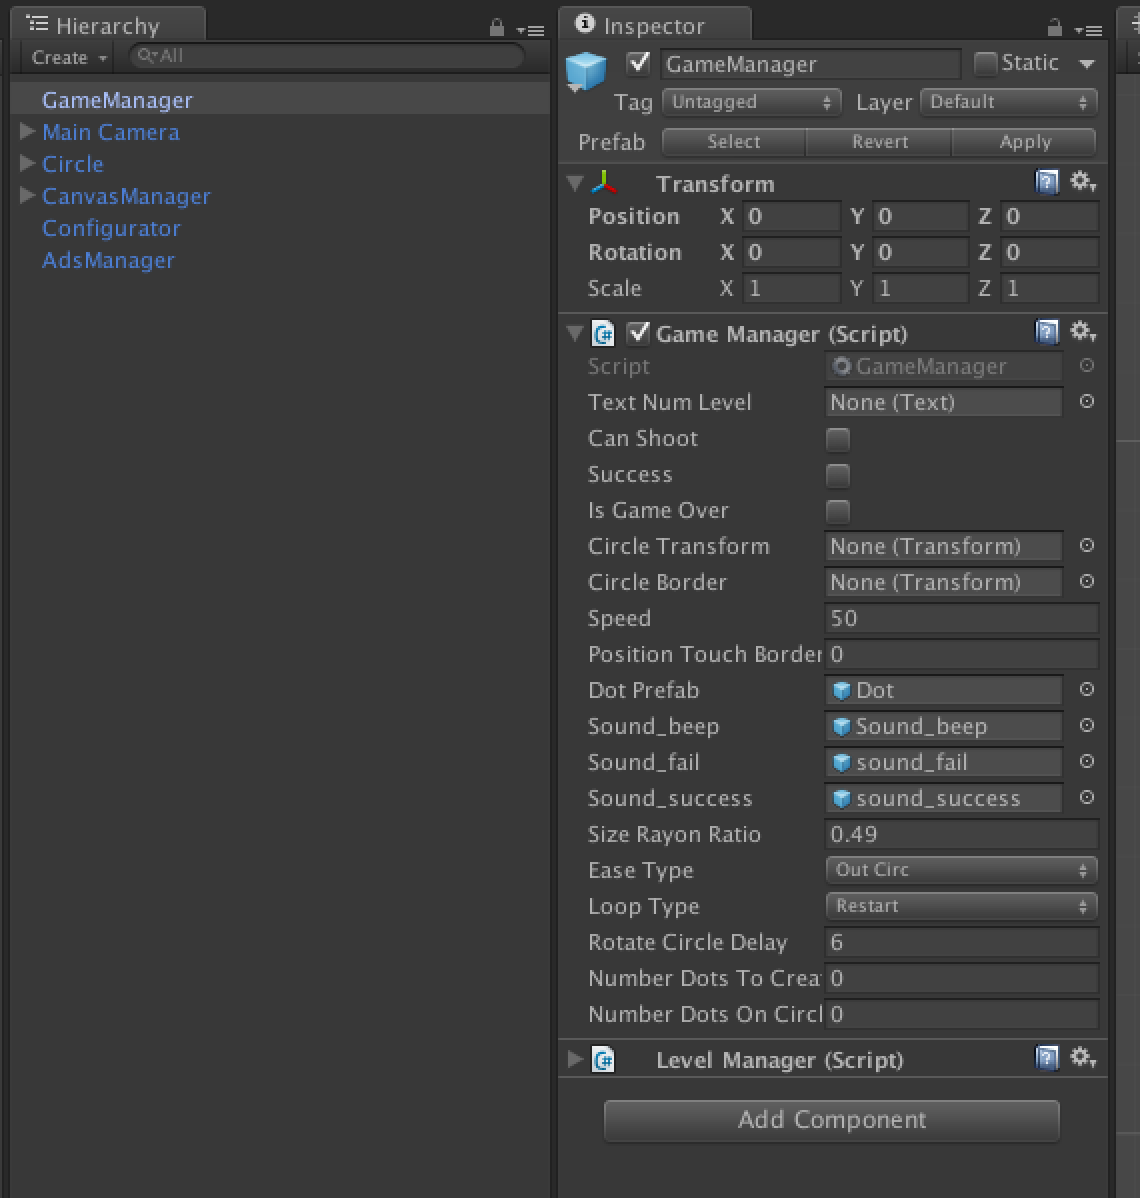 Hierarchy
Create
All
GameManager
Main Camera
Circle
CanvasManager
Configurator
AdsManager
Inspector
GameManager Static
Tag Untagged Layer Default
Prefab Select Revert Apply
Transform
Position X 0 Y 0 Z 0
Rotation X 0 Y 0 Z 0
Scale X 1 Y 1 Z 1
Game Manager (Script)
Script GameManager
Text Num Level None (Text)
Can Shoot
Success
Is Game Over
Circle Transform None (Transform)
Circle Border None (Transform)
Speed 50
Position Touch Border 0
Dot Prefab Dot
Sound_beep Sound_beep
Sound_fail sound_fail
Sound_success sound_success
Size Rayon Ratio 0.49
Ease Type Out Circ
Loop Type Restart
Rotate Circle Delay 6
Number Dots To Crea 0
Number Dots On Circl 0
Level Manager (Script)
Add Component